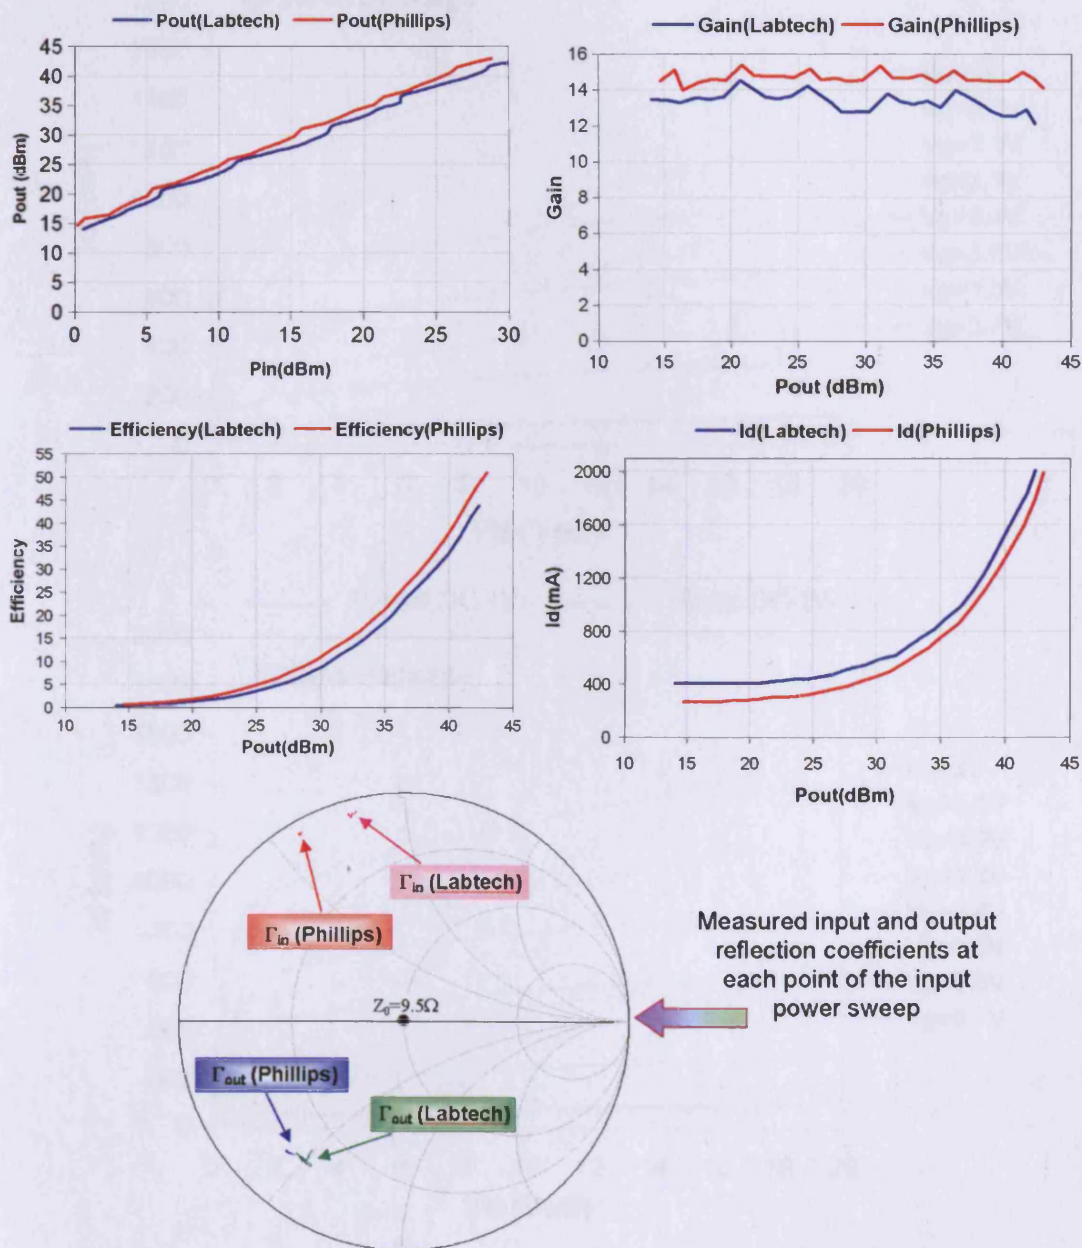 Pout(Labtech) Pout(Phillips)
45
40
35
30
25
20
15
10
5
0
Pout (dBm)
0 5 10 15 20 25 30
Pin(dBm)
Gain(Labtech) Gain(Phillips)
16
14
12
10
8
6
4
2
0
Gain
10 15 20 25 30 35 40 45
Pout (dBm)
Efficiency(Labtech) Efficiency(Phillips)
55
50
45
40
35
30
25
20
15
10
5
0
Efficiency
10 15 20 25 30 35 40 45
Pout(dBm)
Id(Labtech) Id(Phillips)
2000
1600
1200
800
400
0
Id(mA)
10 15 20 25 30 35 40 45
Pout(dBm)
Γin (Labtech)
Γin (Phillips)
Z0=9.5Ω
Γout (Phillips)
Γout (Labtech)
Measured input and output
reflection coefficients at
each point of the input
power sweep